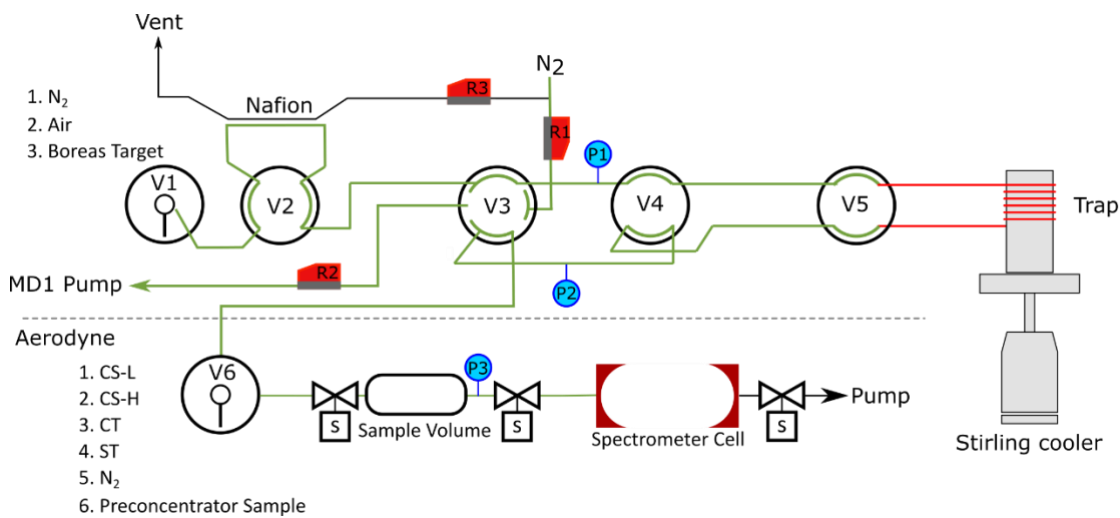 Vent
N2
R3
1. N2
2. Air
3. Boreas Target
Nafion
R1
P1
V1
V2
V3
V4
V5
Trap
R2
MD1 Pump
P2
Aerodyne
V6
P3
1. CS-L
2. CS-H
3. CT
4. ST
5. N2
6. Preconcentrator Sample
S
Sample Volume
S
Spectrometer Cell
S
Pump
Stirling cooler